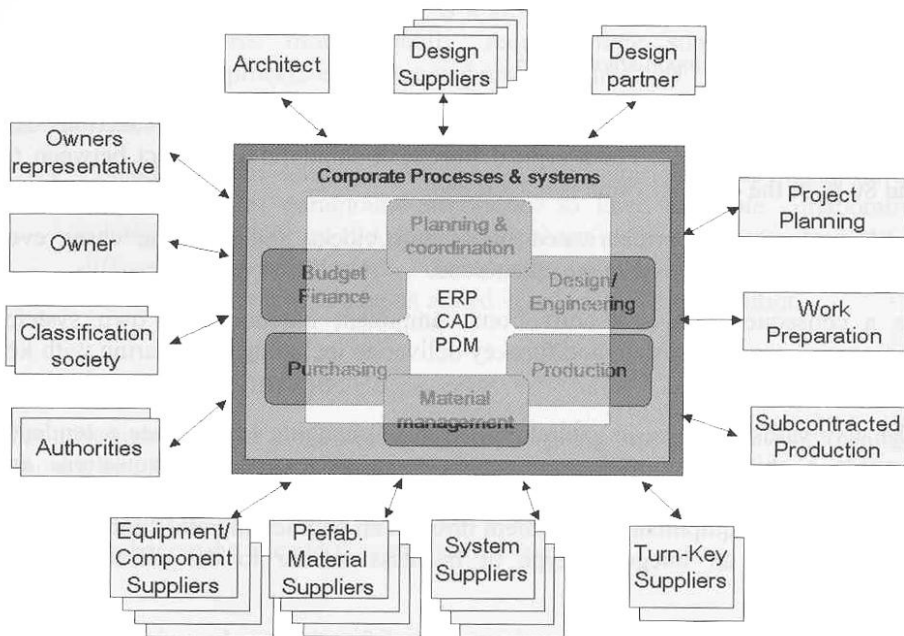 Architect
Design
Suppliers
Design
partner
Owners
representative
Owner
Classification
society
Authorities
Corporate Processes & systems
Planning &
coordination
Budget
Finance
Design/
Engineering
ERP
CAD
PDM
Purchasing
Production
Material
management
Project
Planning
Work
Preparation
Subcontracted
Production
Equipment/
Component
Suppliers
Prefab.
Material
Suppliers
System
Suppliers
Turn-Key
Suppliers